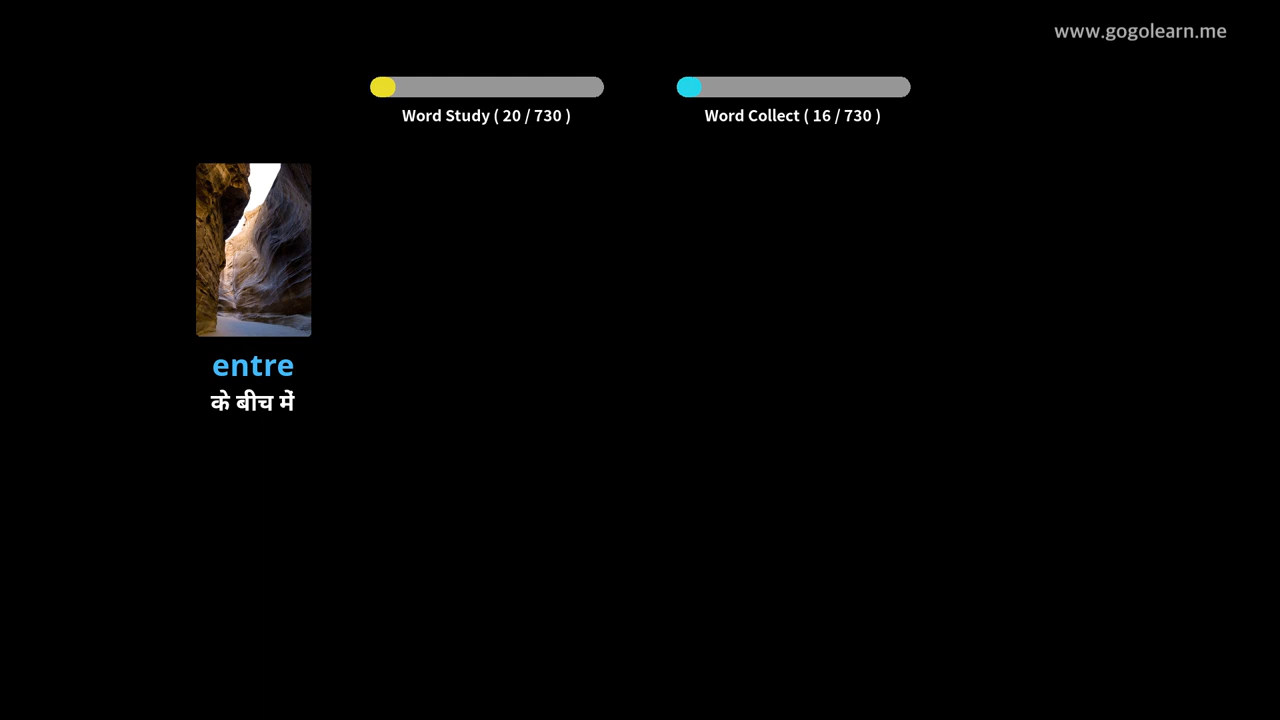 www.gogolearn.me
Word Study ( 20 / 730 )
Word Collect ( 16 / 730 )
entre
के बीच में